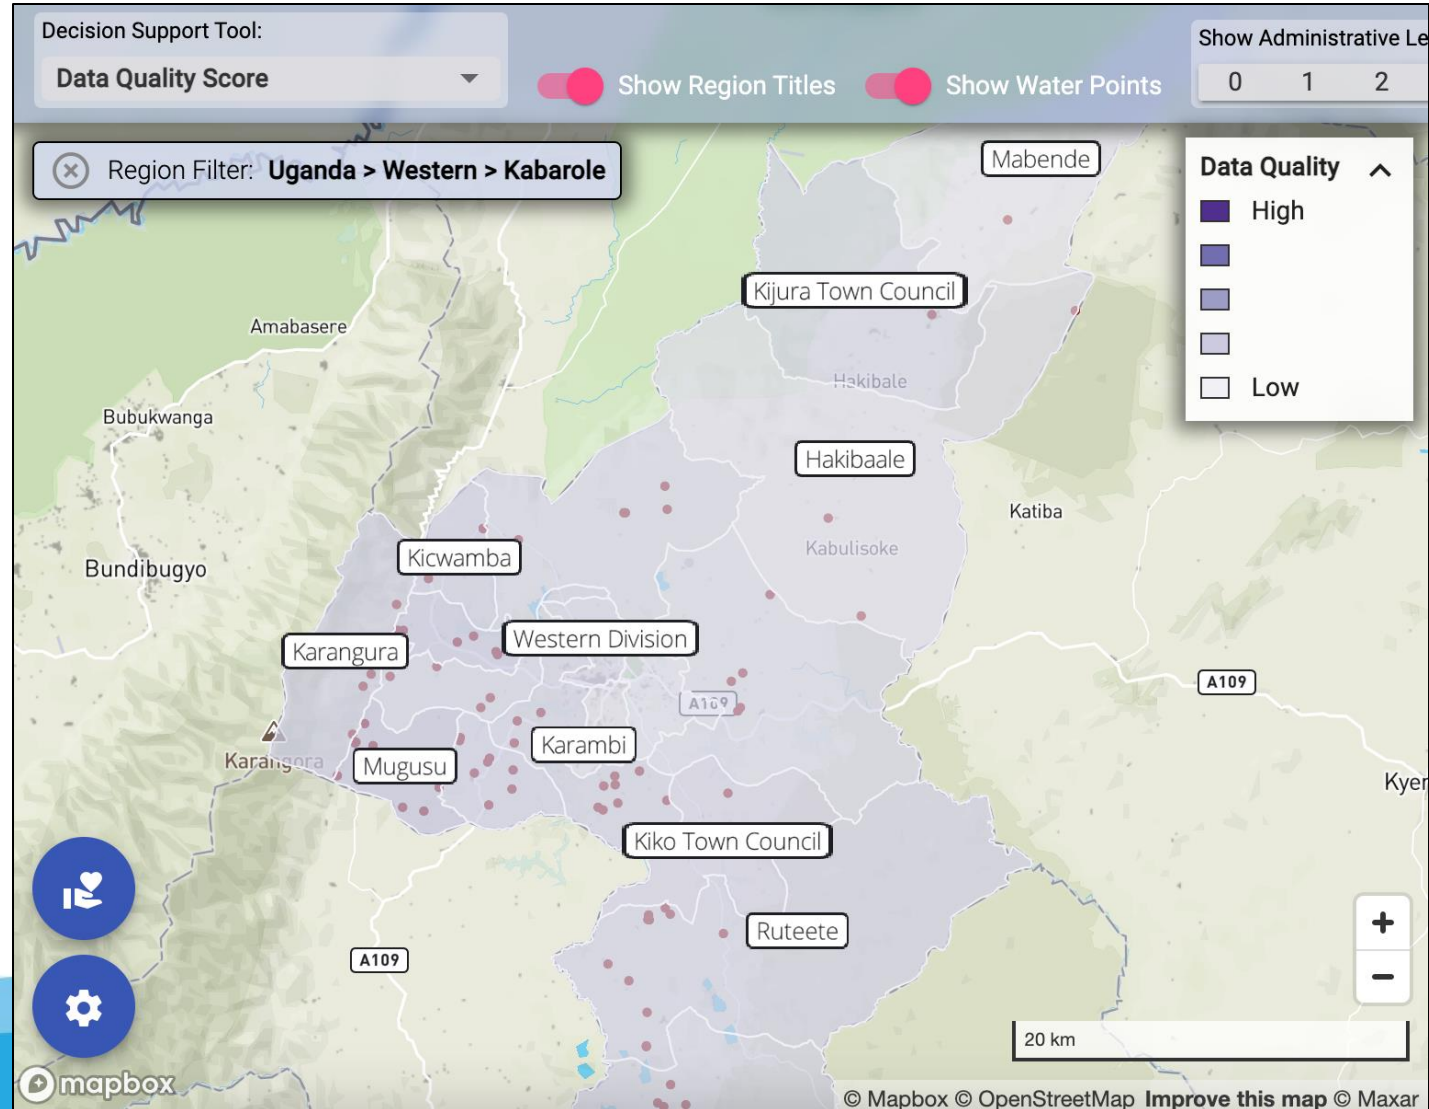 Decision Support Tool:
Data Quality Score
Show Region Titles
Show Water Points
Show Administrative Le
0 1 2
Region Filter: Uganda > Western > Kabarole
Data Quality
High
Low
Mabende
Kijura Town Council
Amabasere
Hakibale
Bubukwanga
Hakibaale
Katiba
Kabulisoke
Kicwamba
Bundibugyo
Western Division
Karangura
A109
A109
Karambi
Karangora
Mugusu
Kyer
Kiko Town Council
Ruteete
A109
20 km
mapbox
© Mapbox © OpenStreetMap Improve this map © Maxar